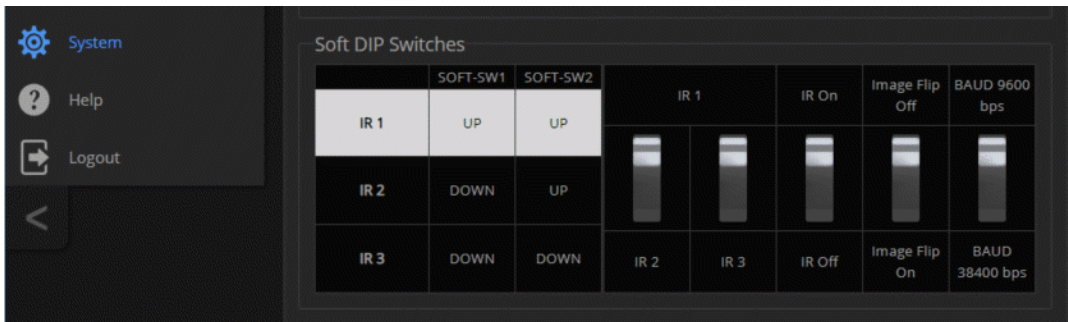 System
Help
Logout
<
Soft DIP Switches
SOFT-SW1 SOFT-SW2
IR 1 UP UP
IR 2 DOWN UP
IR 3 DOWN DOWN
IR 1 IR On Image Flip Off BAUD 9600 bps
IR 2 IR 3 IR Off Image Flip On BAUD 38400 bps